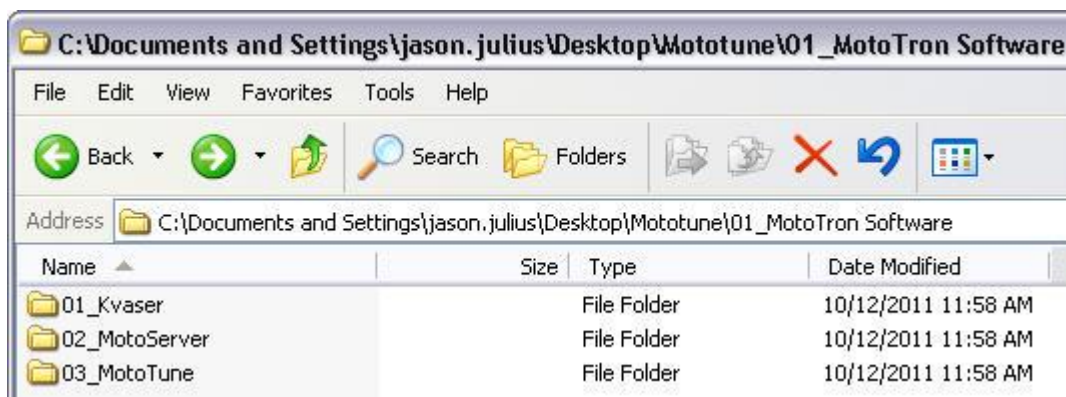 C:\Documents and Settings\jason.julius\Desktop\Mototune\01_MotoTron Software
File Edit View Favorites Tools Help
Back Search Folders
Address C:\Documents and Settings\jason.julius\Desktop\Mototune\01_MotoTron Software
Name Size Type Date Modified
01_Kvaser File Folder 10/12/2011 11:58 AM
02_MotoServer File Folder 10/12/2011 11:58 AM
03_MotoTune File Folder 10/12/2011 11:58 AM